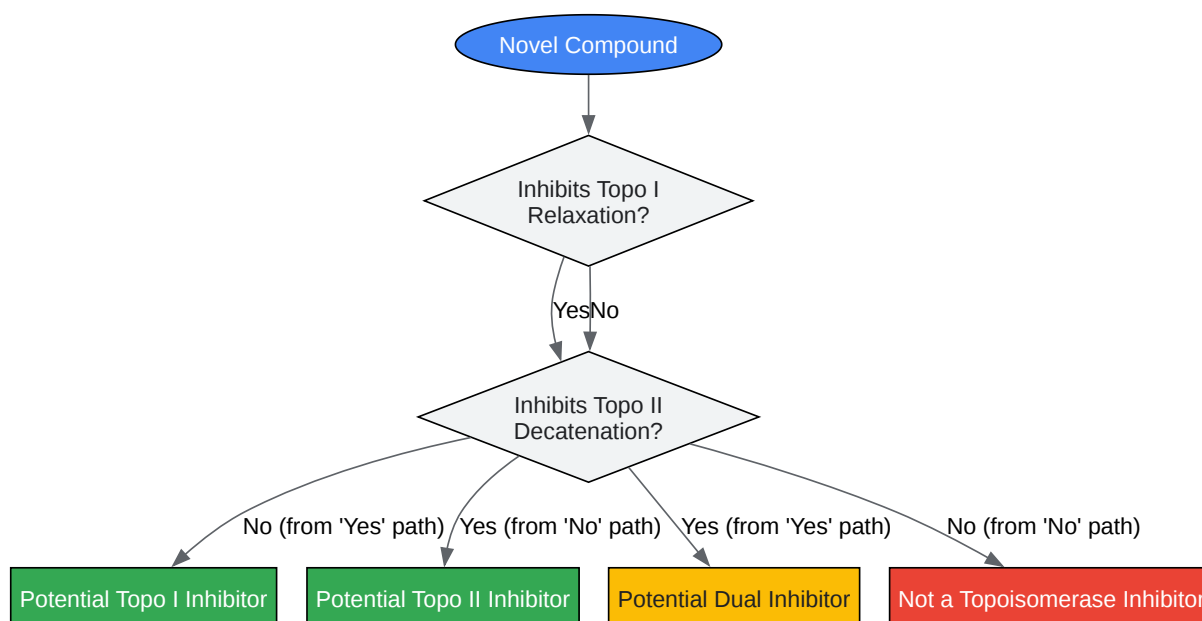 Novel Compound
Inhibits Topo I
Relaxation?
Yes
No
Inhibits Topo II
Decatenation?
No (from 'Yes' path)
Yes (from 'No' path)
Yes (from 'Yes' path)
No (from 'No' path)
Potential Topo I Inhibitor
Potential Topo II Inhibitor
Potential Dual Inhibitor
Not a Topoisomerase Inhibitor